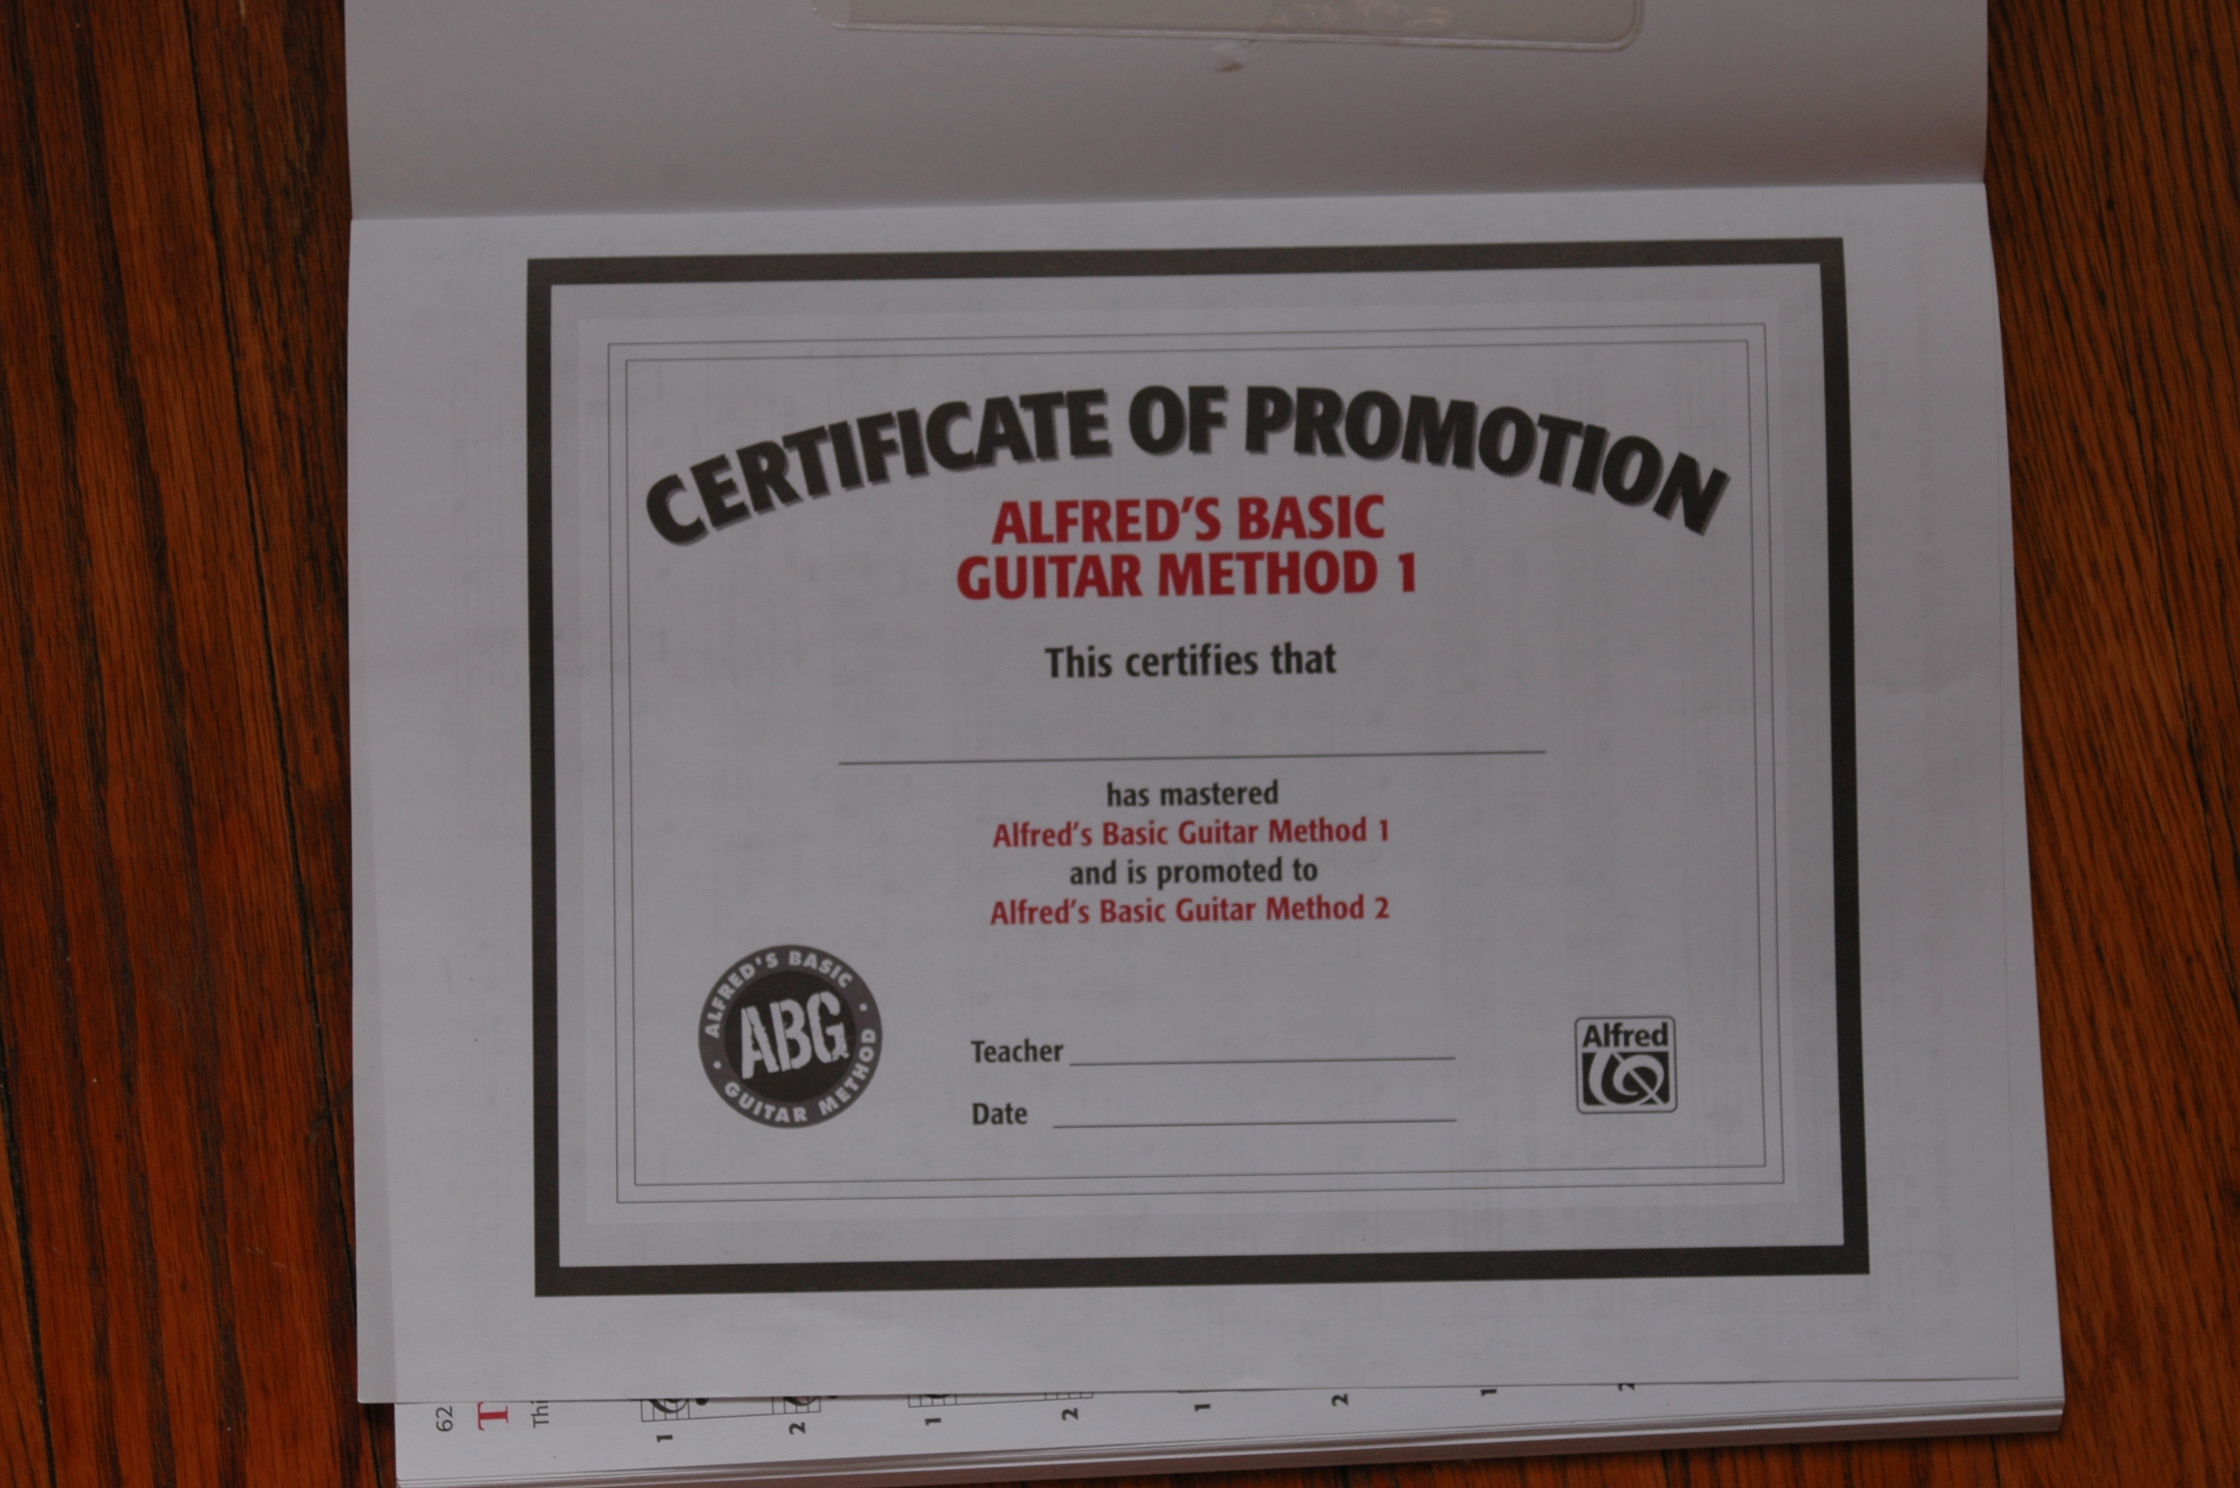 CERTIFICATE OF PROMOTION
ALFRED'S BASIC
GUITAR METHOD 1
This certifies that
has mastered
Alfred's Basic Guitar Method 1
and is promoted to
Alfred's Basic Guitar Method 2
ALFRED'S BASIC
ABG
GUITAR METHOD
Teacher
Date
Alfred
62
T
Thi
1
2
1
2
1
2
1